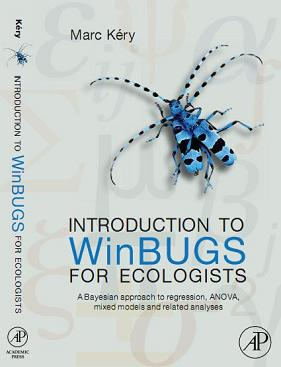 Kéry
INTRODUCTION TO
WinBUGS
FOR ECOLOGISTS
AP
ACADEMIC
PRESS
Marc Kéry
INTRODUCTION TO
WinBUGS
FOR ECOLOGISTS
A Bayesian approach to regression, ANOVA,
mixed models and related analyses
AP